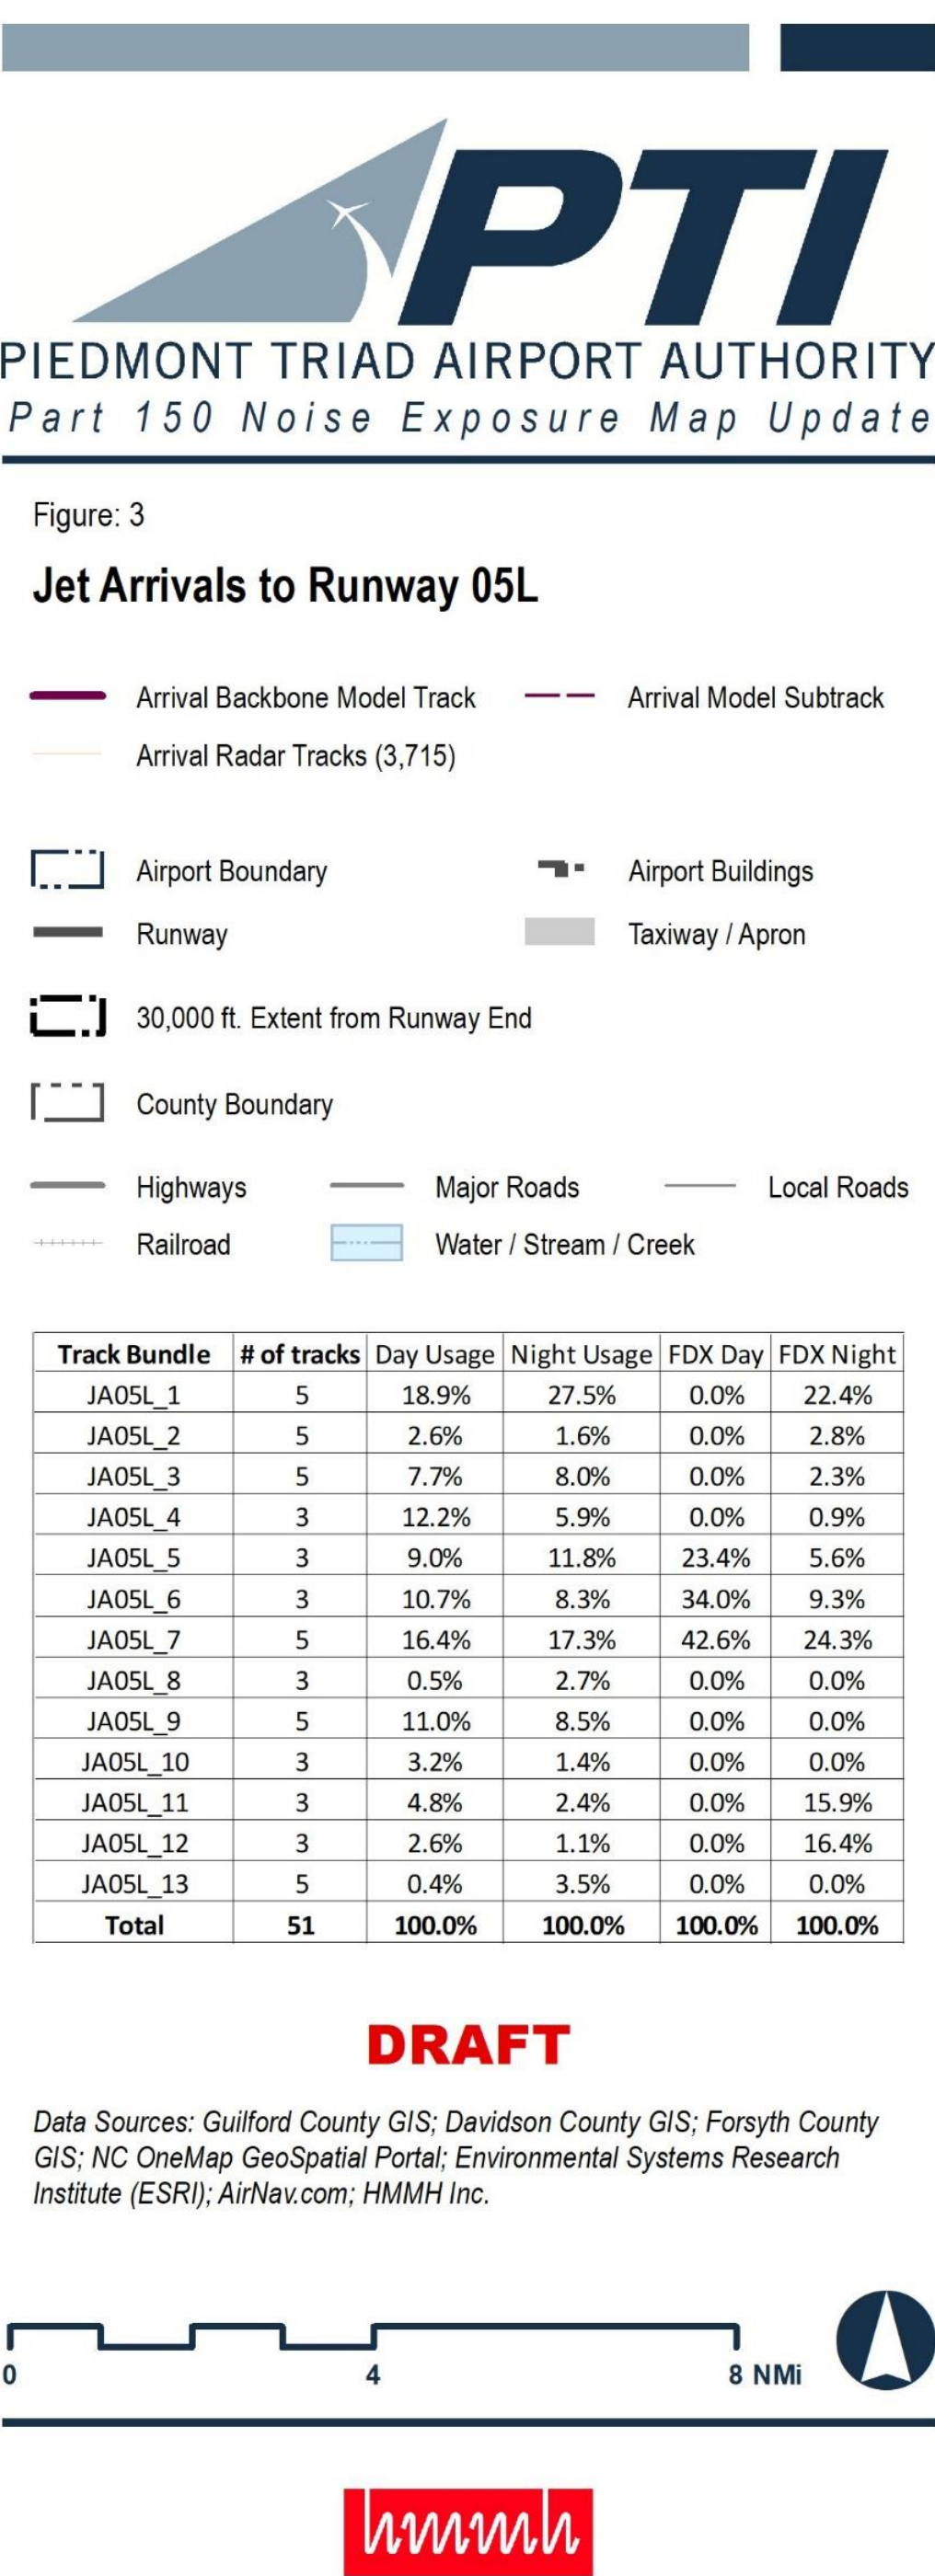 PTI
PIEDMONT TRIAD AIRPORT AUTHORITY
Part 150 Noise Exposure Map Update
Figure: 3
Jet Arrivals to Runway 05L
Arrival Backbone Model Track Arrival Model Subtrack
Arrival Radar Tracks (3,715)
Airport Boundary Airport Buildings
Runway Taxiway / Apron
30,000 ft. Extent from Runway End
County Boundary
Highways Major Roads Local Roads
Railroad Water / Stream / Creek
Track Bundle # of tracks Day Usage Night Usage FDX Day FDX Night
JA05L_1 5 18.9% 27.5% 0.0% 22.4%
JA05L_2 5 2.6% 1.6% 0.0% 2.8%
JA05L_3 5 7.7% 8.0% 0.0% 2.3%
JA05L_4 3 12.2% 5.9% 0.0% 0.9%
JA05L_5 3 9.0% 11.8% 23.4% 5.6%
JA05L_6 3 10.7% 8.3% 34.0% 9.3%
JA05L_7 5 16.4% 17.3% 42.6% 24.3%
JA05L_8 3 0.5% 2.7% 0.0% 0.0%
JA05L_9 5 11.0% 8.5% 0.0% 0.0%
JA05L_10 3 3.2% 1.4% 0.0% 0.0%
JA05L_11 3 4.8% 2.4% 0.0% 15.9%
JA05L_12 3 2.6% 1.1% 0.0% 16.4%
JA05L_13 5 0.4% 3.5% 0.0% 0.0%
Total 51 100.0% 100.0% 100.0% 100.0%
DRAFT
Data Sources: Guilford County GIS; Davidson County GIS; Forsyth County
GIS; NC OneMap GeoSpatial Portal; Environmental Systems Research
Institute (ESRI); AirNav.com; HMMH Inc.
0 4 8 NMi
hmmh